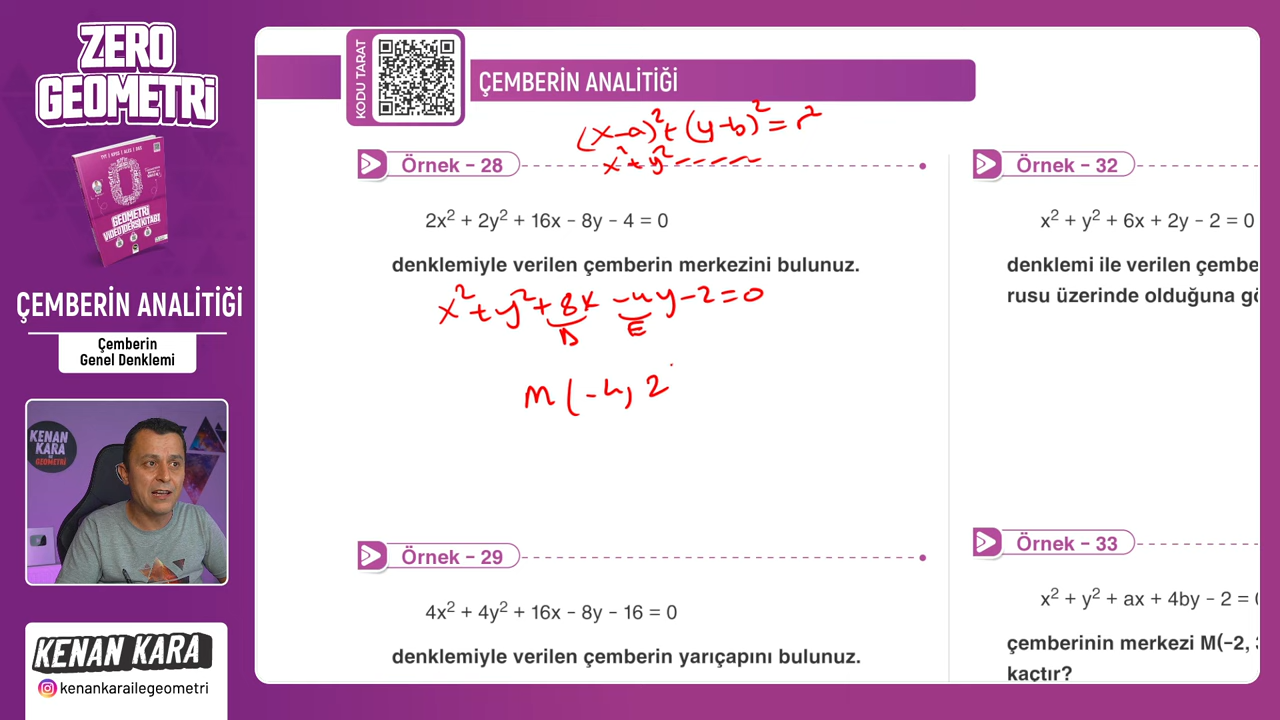 ZERO
GEOMETRİ
GEOMETRİ
VİDEO DERS KİTABI
ÇEMBERİN ANALİTİĞİ
Çemberin
Genel Denklemi
KENAN
KARA
GEOMETRİ
KENAN KARA
kenankarailegeometri
KODU TARAT
ÇEMBERİN ANALİTİĞİ
(x-a)² + (y-b)² = r²
x² + y² -----
Örnek – 28
2x² + 2y² + 16x – 8y – 4 = 0
denklemiyle verilen çemberin merkezini bulunuz.
x² + y² + 8x - 4y - 2 = 0
D E
M(-4, 2
Örnek – 29
4x² + 4y² + 16x – 8y – 16 = 0
denklemiyle verilen çemberin yarıçapını bulunuz.
Örnek – 32
x² + y² + 6x + 2y – 2 = 0
denklemi ile verilen çembe
rusu üzerinde olduğuna gö
Örnek – 33
x² + y² + ax + 4by – 2 = 0
çemberinin merkezi M(–2, 3
kaçtır?